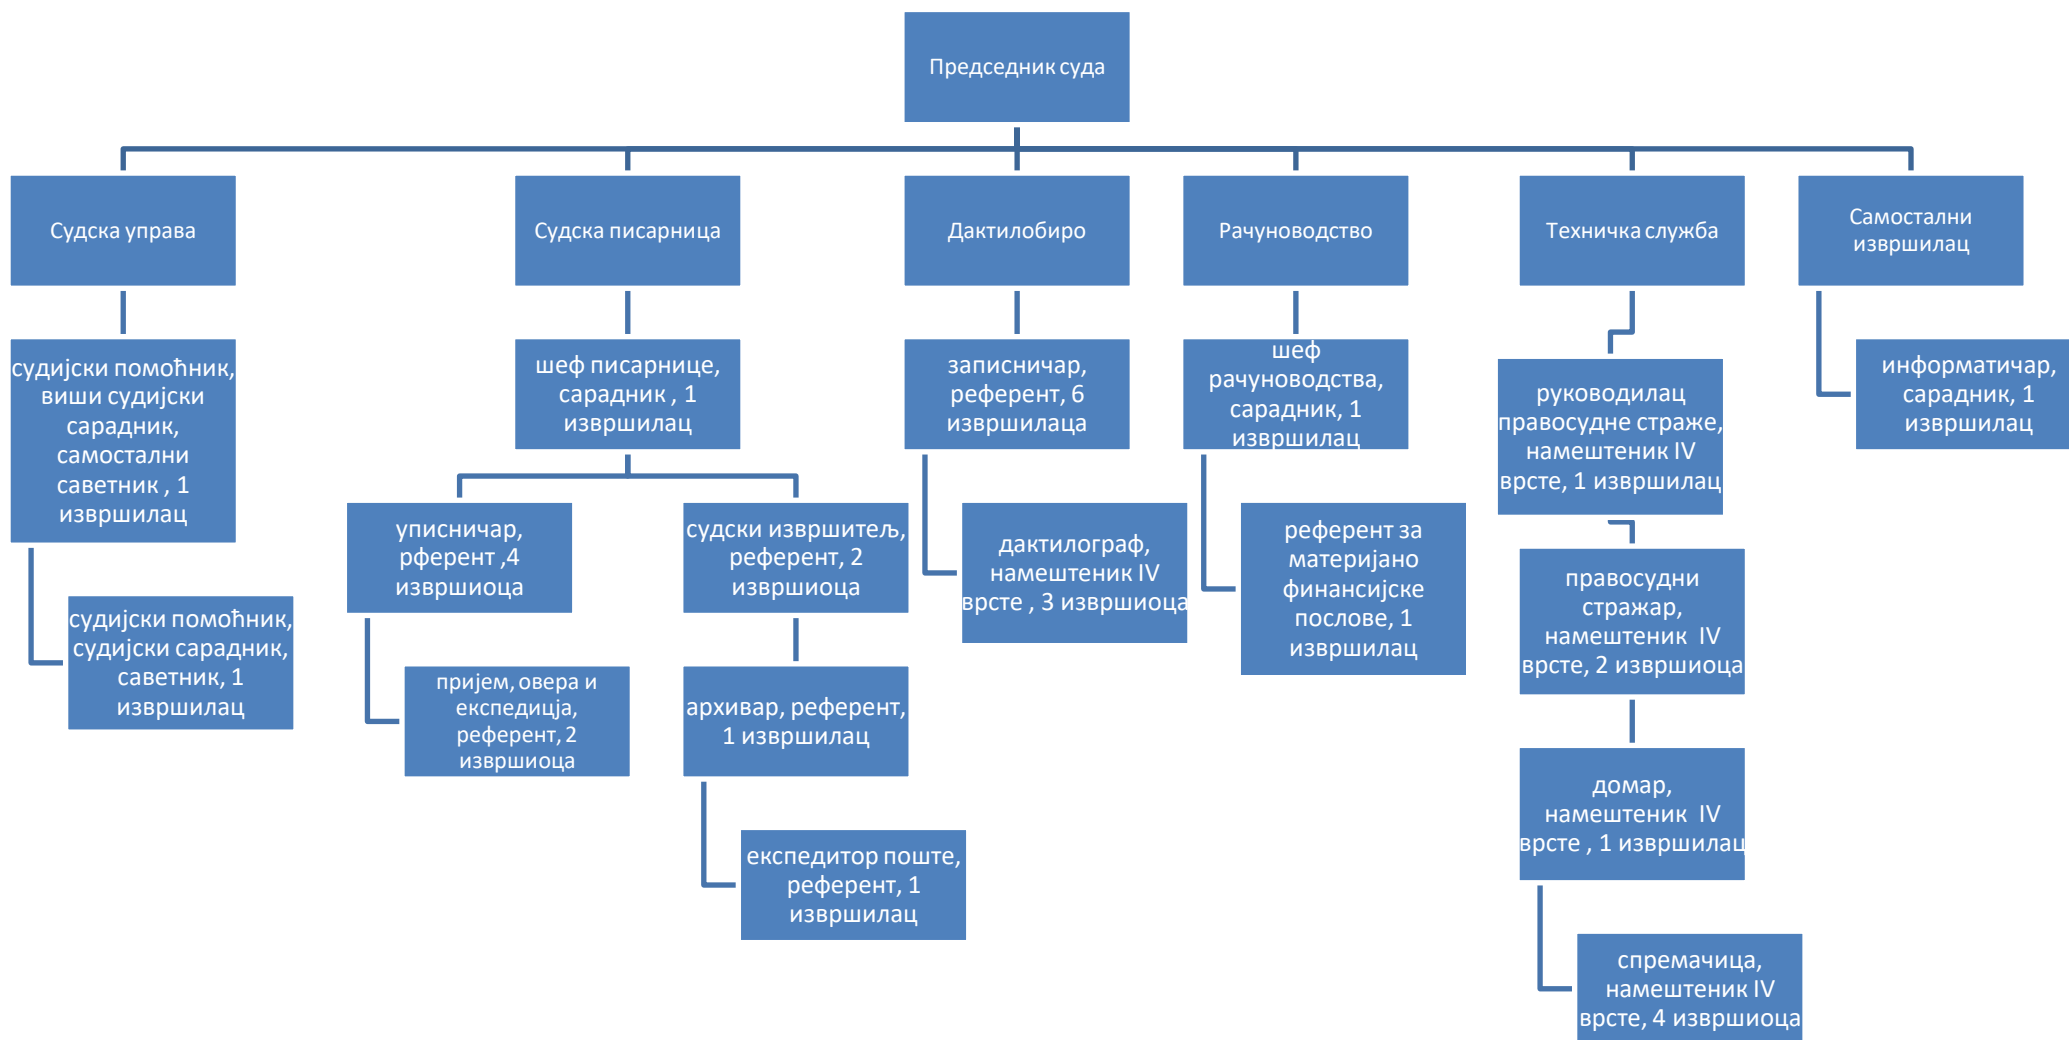 Председник суда
Судска управа
Судска писарница
Дактилобиро
Рачуноводство
Техничка служба
Самостални
извршилац
судијски помоћник,
виши судијски
сарадник,
самостални
саветник , 1
извршилац
судијски помоћник,
судијски сарадник,
саветник, 1
извршилац
шеф писарнице,
сарадник , 1
извршилац
уписничар,
рферент ,4
извршиоца
пријем, овера и
експедицја,
референт, 2
извршиоца
судски извршитељ,
референт, 2
извршиоца
архивар, референт,
1 извршилац
експедитор поште,
референт, 1
извршилац
записничар,
референт, 6
извршилаца
дактилограф,
намештеник IV
врсте , 3 извршиоца
шеф
рачуноводства,
сарадник, 1
извршилац
референт за
материјано
финансијске
послове, 1
извршилац
руководилац
правосудне страже,
намештеник IV
врсте, 1 извршилац
правосудни
стражар,
намештеник IV
врсте, 2 извршиоца
домар,
намештеник IV
врсте , 1 извршилац
спремачица,
намештеник IV
врсте, 4 извршиоца
информатичар,
сарадник, 1
извршилац